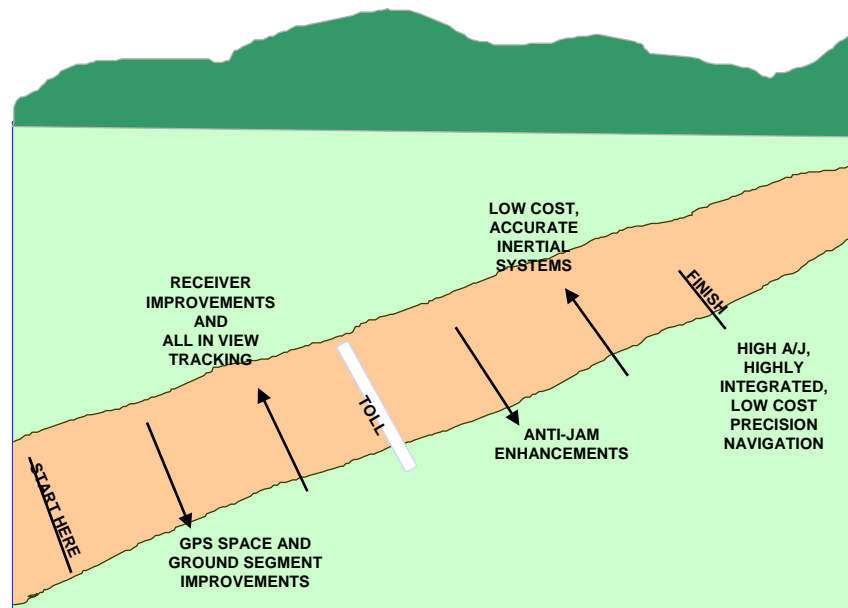 START HERE
GPS SPACE AND
GROUND SEGMENT
IMPROVEMENTS
RECEIVER
IMPROVEMENTS
AND
ALL IN VIEW
TRACKING
TOLL
ANTI-JAM
ENHANCEMENTS
LOW COST,
ACCURATE
INERTIAL
SYSTEMS
FINISH
HIGH A/J,
HIGHLY
INTEGRATED,
LOW COST
PRECISION
NAVIGATION